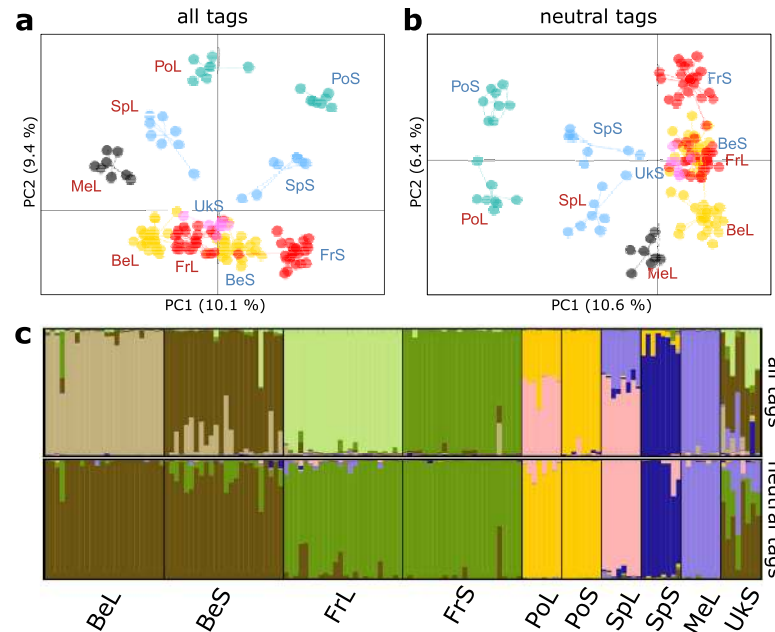 a all tags
b neutral tags
PoL
PoS
SpL
MeL
SpS
UkS
BeL
FrL
BeS
FrS
PC2 (9.4 %)
PC1 (10.1 %)
PoS
FrS
SpS
BeS
FrL
UkS
SpL
PoL
BeL
MeL
PC2 (6.4 %)
PC1 (10.6 %)
c
all tags
neutral tags
BeL BeS FrL FrS PoL PoS SpL SpS MeL UkS